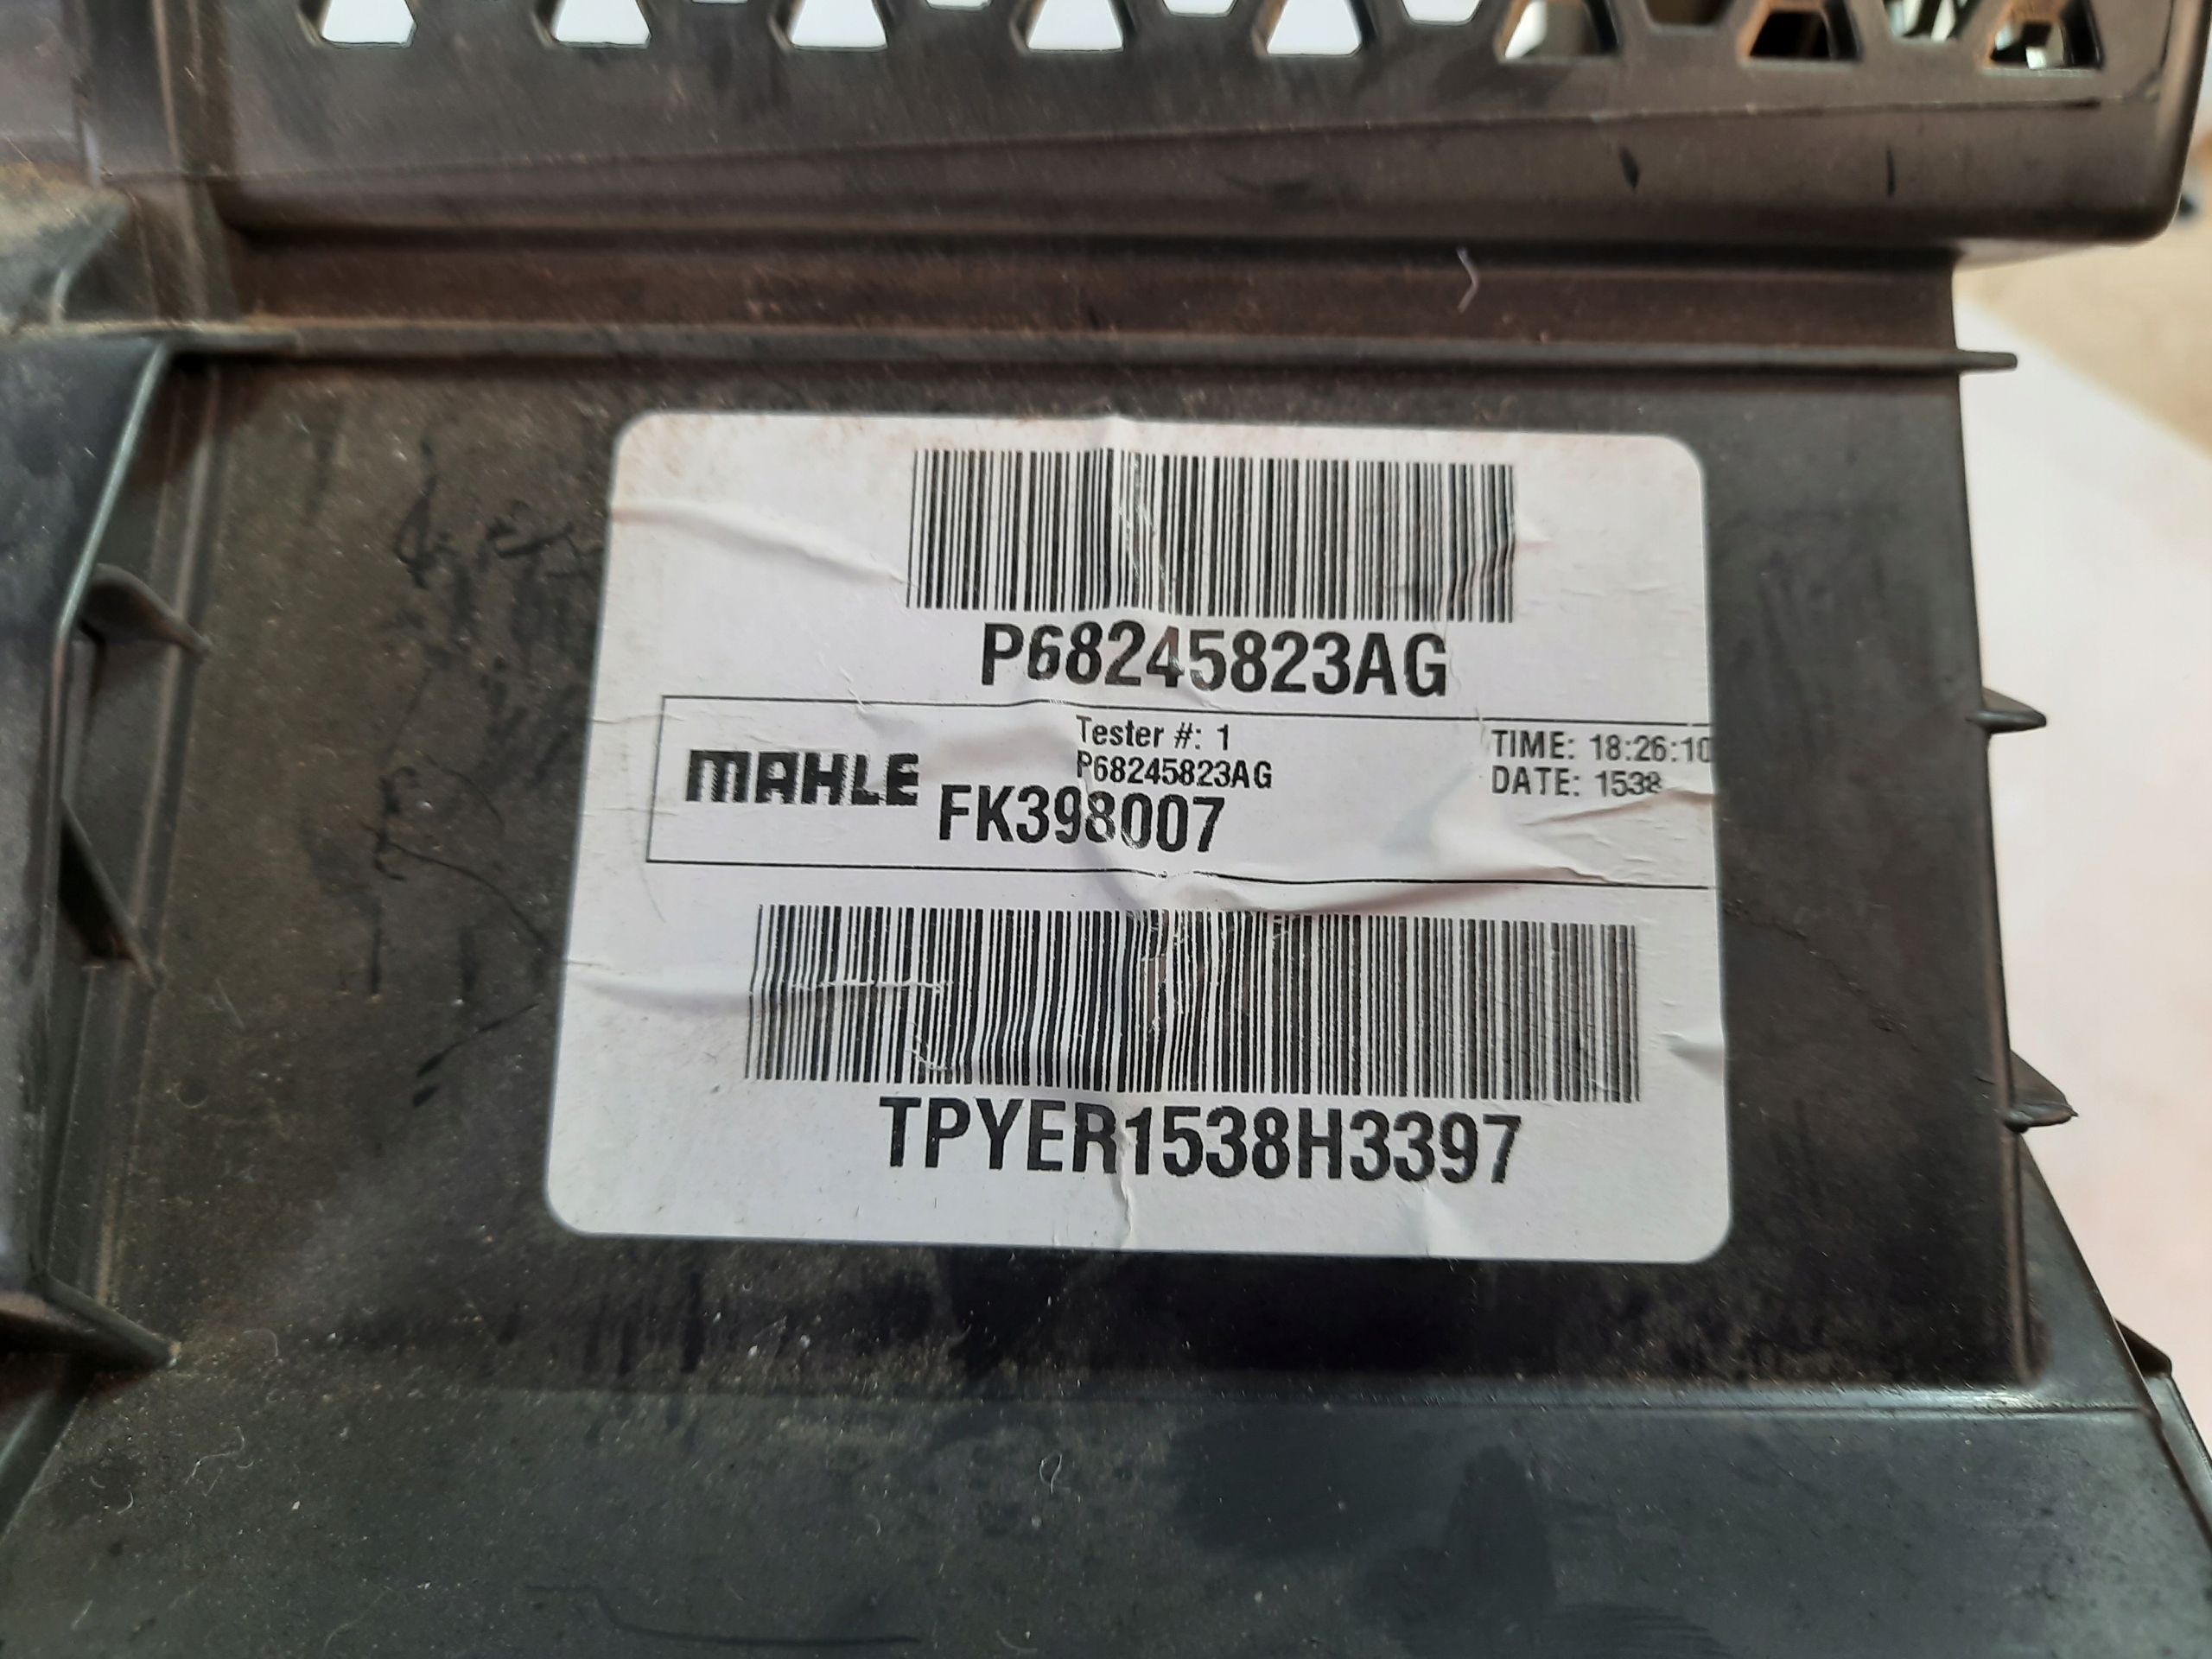 P68245823AG
Tester #: 1
P68245823AG
TIME: 18:26:10
DATE: 1538
MAHLE
FK398007
TPYER1538H3397